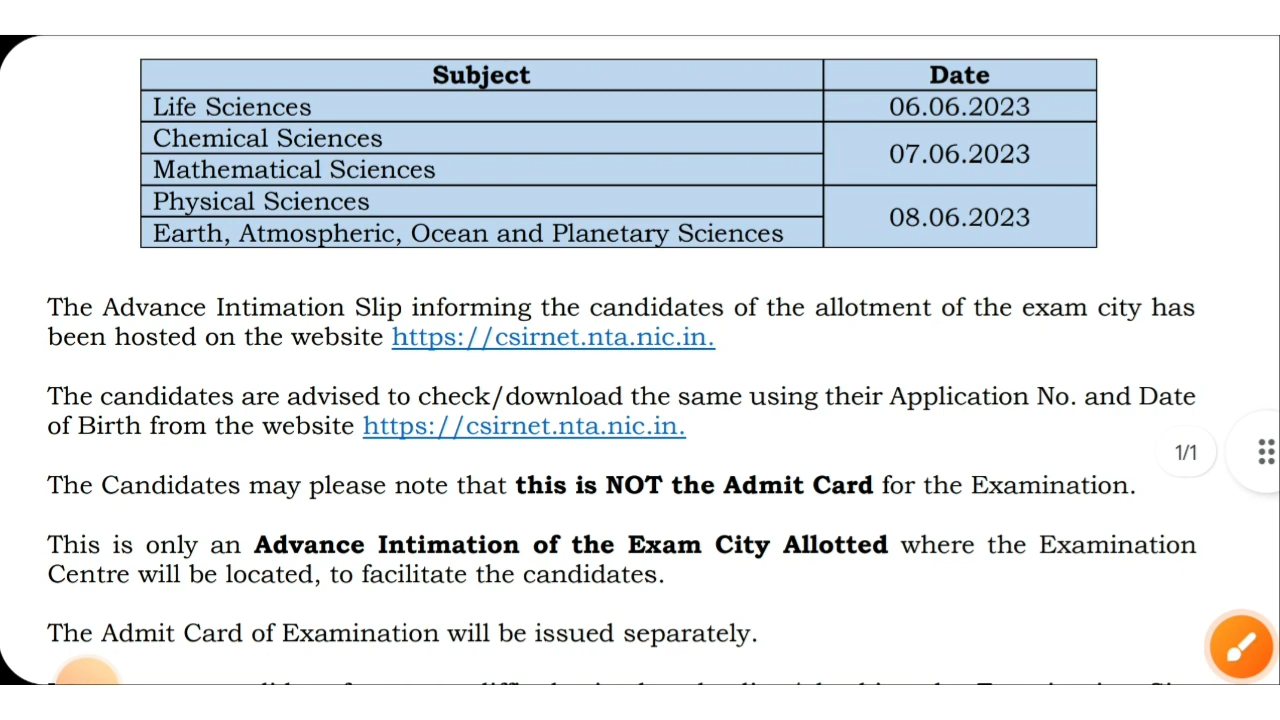 Subject Date
Life Sciences 06.06.2023
Chemical Sciences
07.06.2023
Mathematical Sciences
Physical Sciences
08.06.2023
Earth, Atmospheric, Ocean and Planetary Sciences
The Advance Intimation Slip informing the candidates of the allotment of the exam city has
been hosted on the website https://csirnet.nta.nic.in.
The candidates are advised to check/download the same using their Application No. and Date
of Birth from the website https://csirnet.nta.nic.in.
1/1
The Candidates may please note that this is NOT the Admit Card for the Examination.
This is only an Advance Intimation of the Exam City Allotted where the Examination
Centre will be located, to facilitate the candidates.
The Admit Card of Examination will be issued separately.